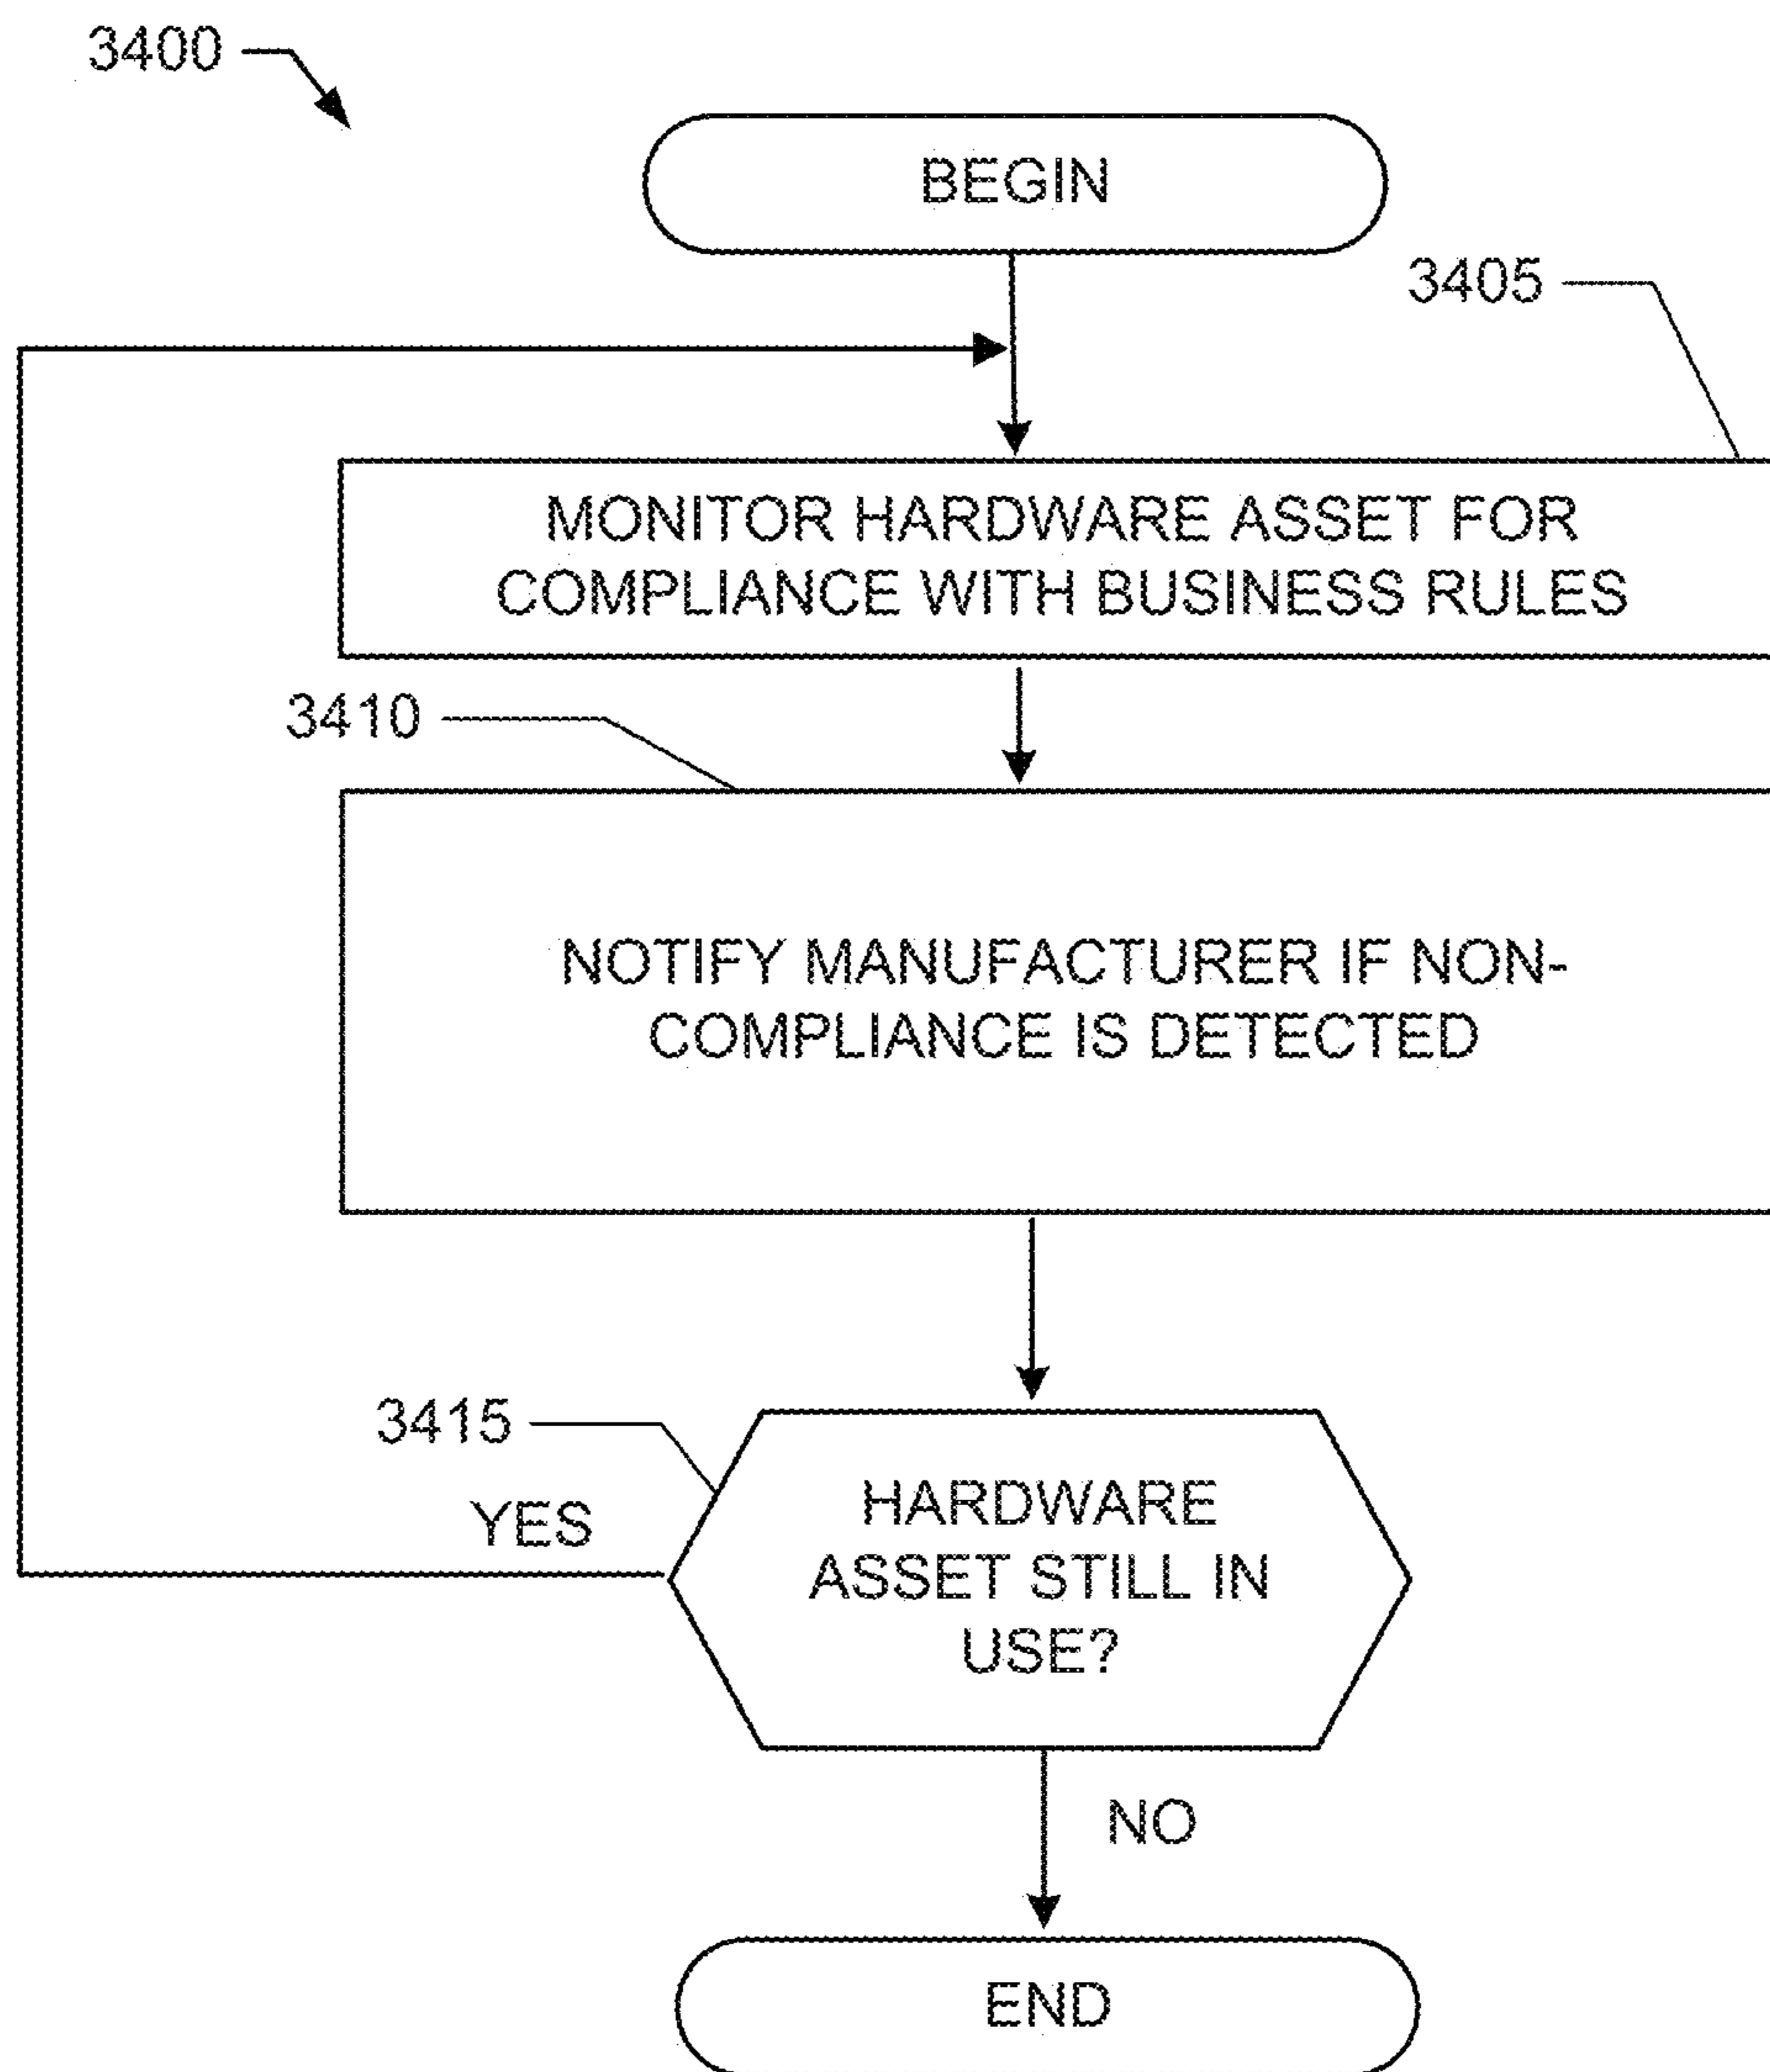 3400
BEGIN
3405
MONITOR HARDWARE ASSET FOR
COMPLIANCE WITH BUSINESS RULES
3410
NOTIFY MANUFACTURER IF NON-
COMPLIANCE IS DETECTED
3415
YES
HARDWARE
ASSET STILL IN
USE?
NO
END